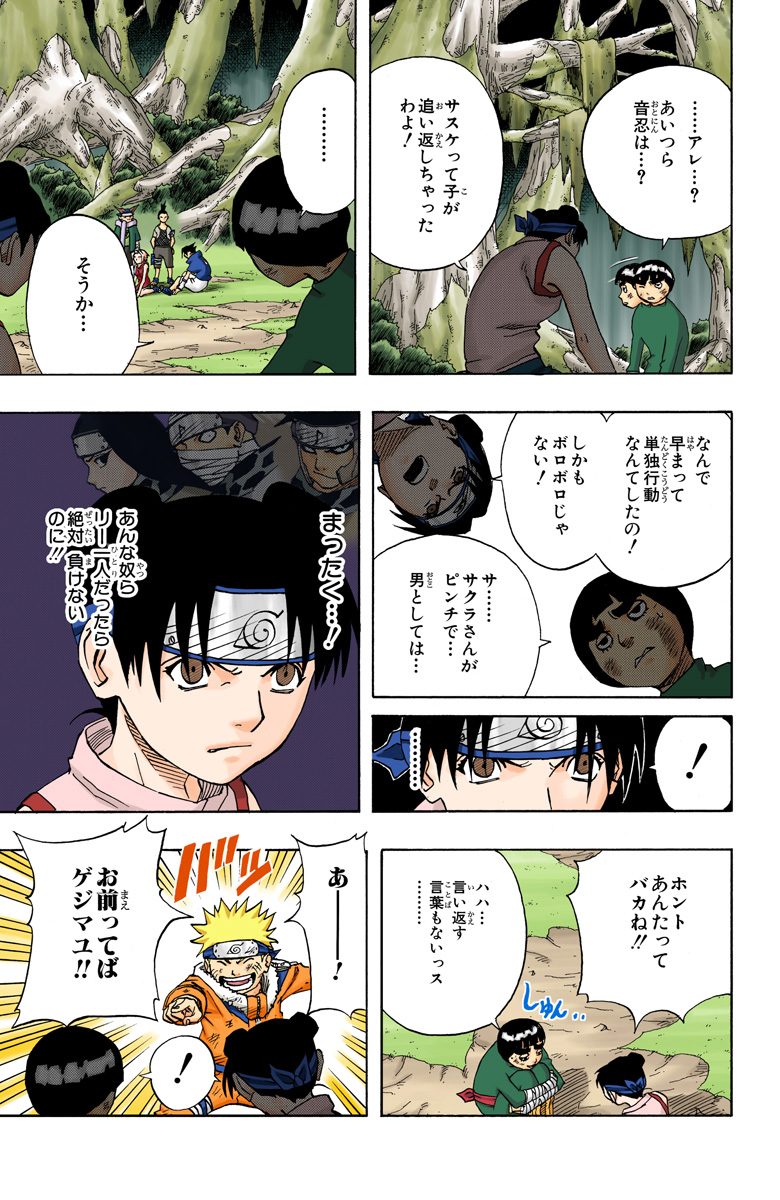 ……アレ…?
あいつら
音忍は…?
サスケって子が
追い返しちゃった
わよ!
………
そうか…
なんで
早まって
単独行動
なんてしたの!
しかも
ボロボロじゃ
ない!
サ……
サクラさんが
ピンチで…
男としては…
!
………
まったく…!
あんな奴ら
リー一人だったら
絶対負けない
のに!!
ホント
あんたって
バカね!!
ハハ…
言い返す
言葉もないっス
………
しゅん..
あ——!
バッ
お前ってば
ゲジマユ!!
!